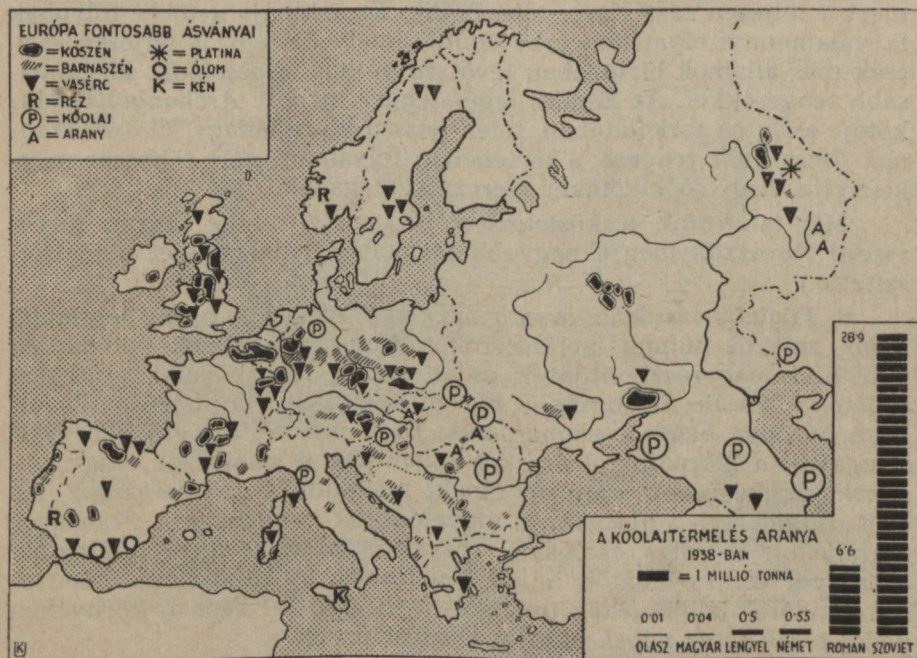 EURÓPA FONTOSABB ÁSVÁNYAI
= KŐSZÉN
= BARNASZÉN
= VASÉRC
R = RÉZ
P = KŐOLAJ
A = ARANY
= PLATINA
O = ÓLOM
K = KÉN
R
P
A
A
P
P
P
A
P
A
A
P
P
P
P
P
R
K
A KŐOLAJTERMELÉS ARÁNYA
1938-BAN
= 1 MILLIÓ TONNA
0·01 0·04 0·5 0·55 6·6 28·9
OLASZ MAGYAR LENGYEL NÉMET ROMÁN SZOVJET
K